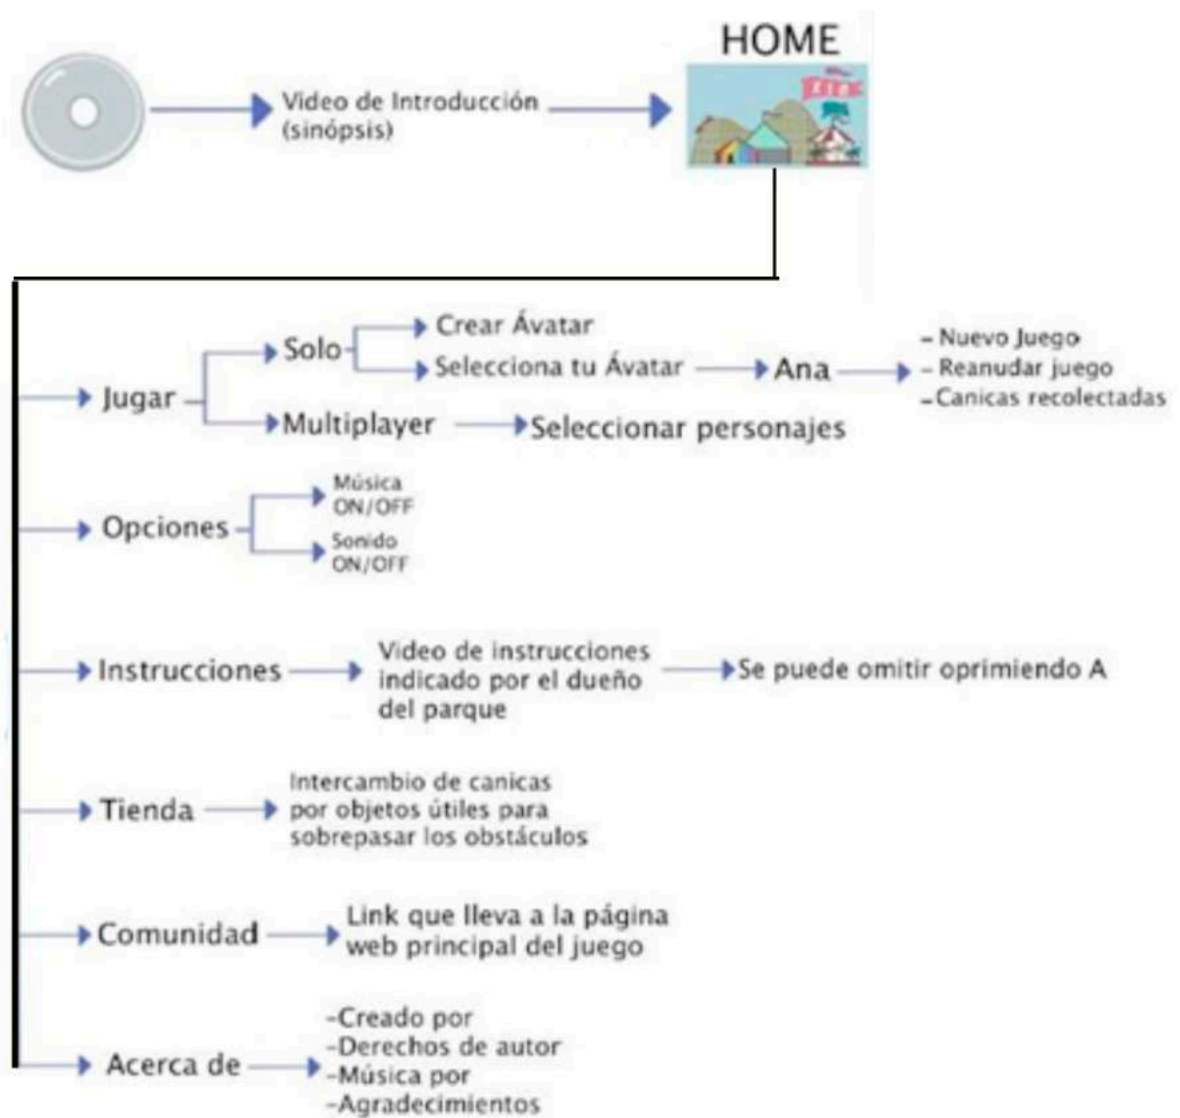 HOME
Video de Introducción
(sinópsis)
Solo
Crear Ávatar
Selecciona tu Ávatar
Ana
- Nuevo Juego
- Reanudar juego
-Canicas recolectadas
Jugar
Multiplayer
Seleccionar personajes
Opciones
Música
ON/OFF
Sonido
ON/OFF
Instrucciones
Video de instrucciones
indicado por el dueño
del parque
Se puede omitir oprimiendo A
Tienda
Intercambio de canicas
por objetos útiles para
sobrepasar los obstáculos
Comunidad
Link que lleva a la página
web principal del juego
Acerca de
-Creado por
-Derechos de autor
-Música por
-Agradecimientos